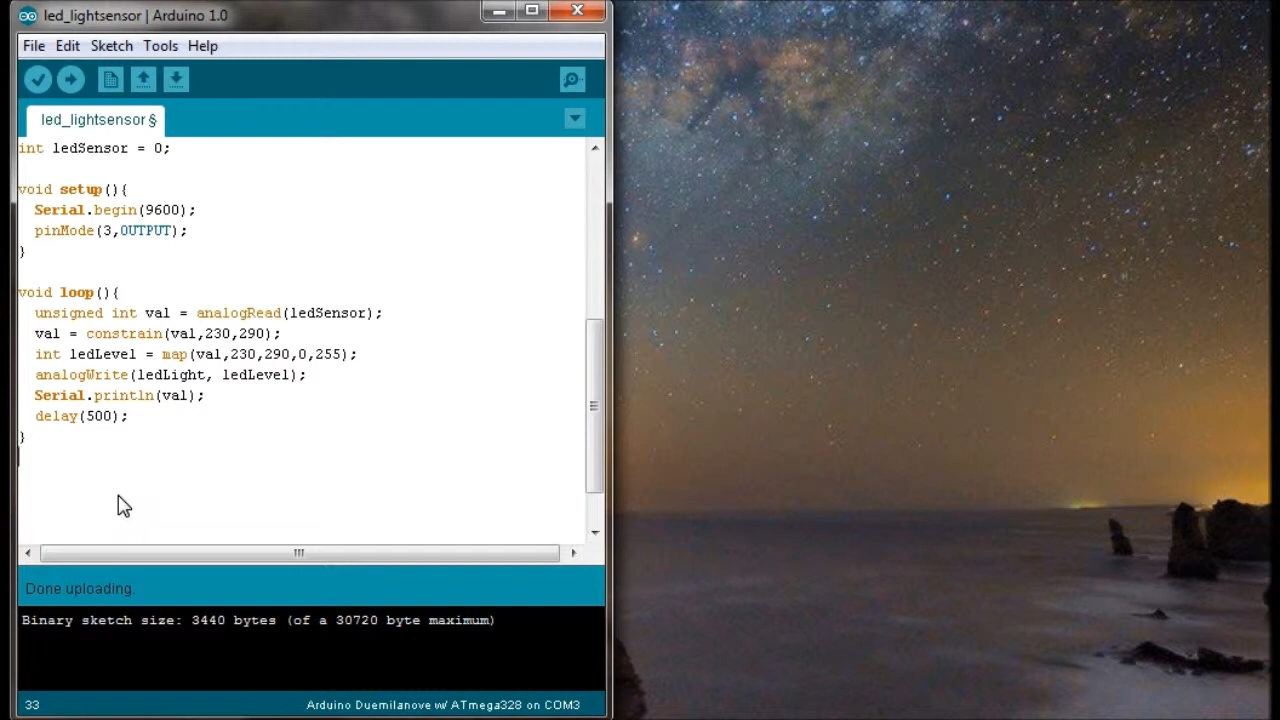 led_lightsensor | Arduino 1.0
File Edit Sketch Tools Help
led_lightsensor §
int ledSensor = 0;
void setup(){
Serial.begin(9600);
pinMode(3,OUTPUT);
}
void loop(){
unsigned int val = analogRead(ledSensor);
val = constrain(val,230,290);
int ledLevel = map(val,230,290,0,255);
analogWrite(ledLight, ledLevel);
Serial.println(val);
delay(500);
}
Done uploading.
Binary sketch size: 3440 bytes (of a 30720 byte maximum)
33 Arduino Duemilanove w/ ATmega328 on COM3